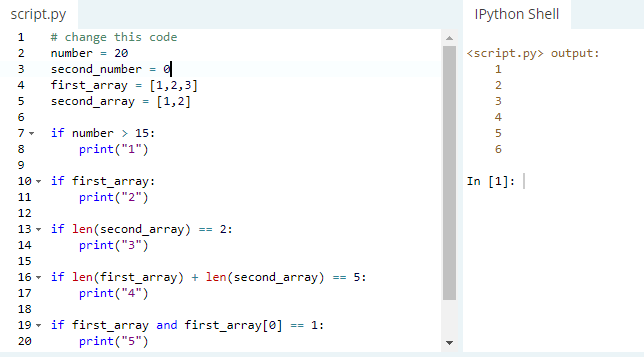 script.py
1 # change this code
2 number = 20
3 second_number = 0
4 first_array = [1,2,3]
5 second_array = [1,2]
6
7 if number > 15:
8     print("1")
9
10 if first_array:
11     print("2")
12
13 if len(second_array) == 2:
14     print("3")
15
16 if len(first_array) + len(second_array) == 5:
17     print("4")
18
19 if first_array and first_array[0] == 1:
20     print("5")
IPython Shell
<script.py> output:
1
2
3
4
5
6
In [1]: